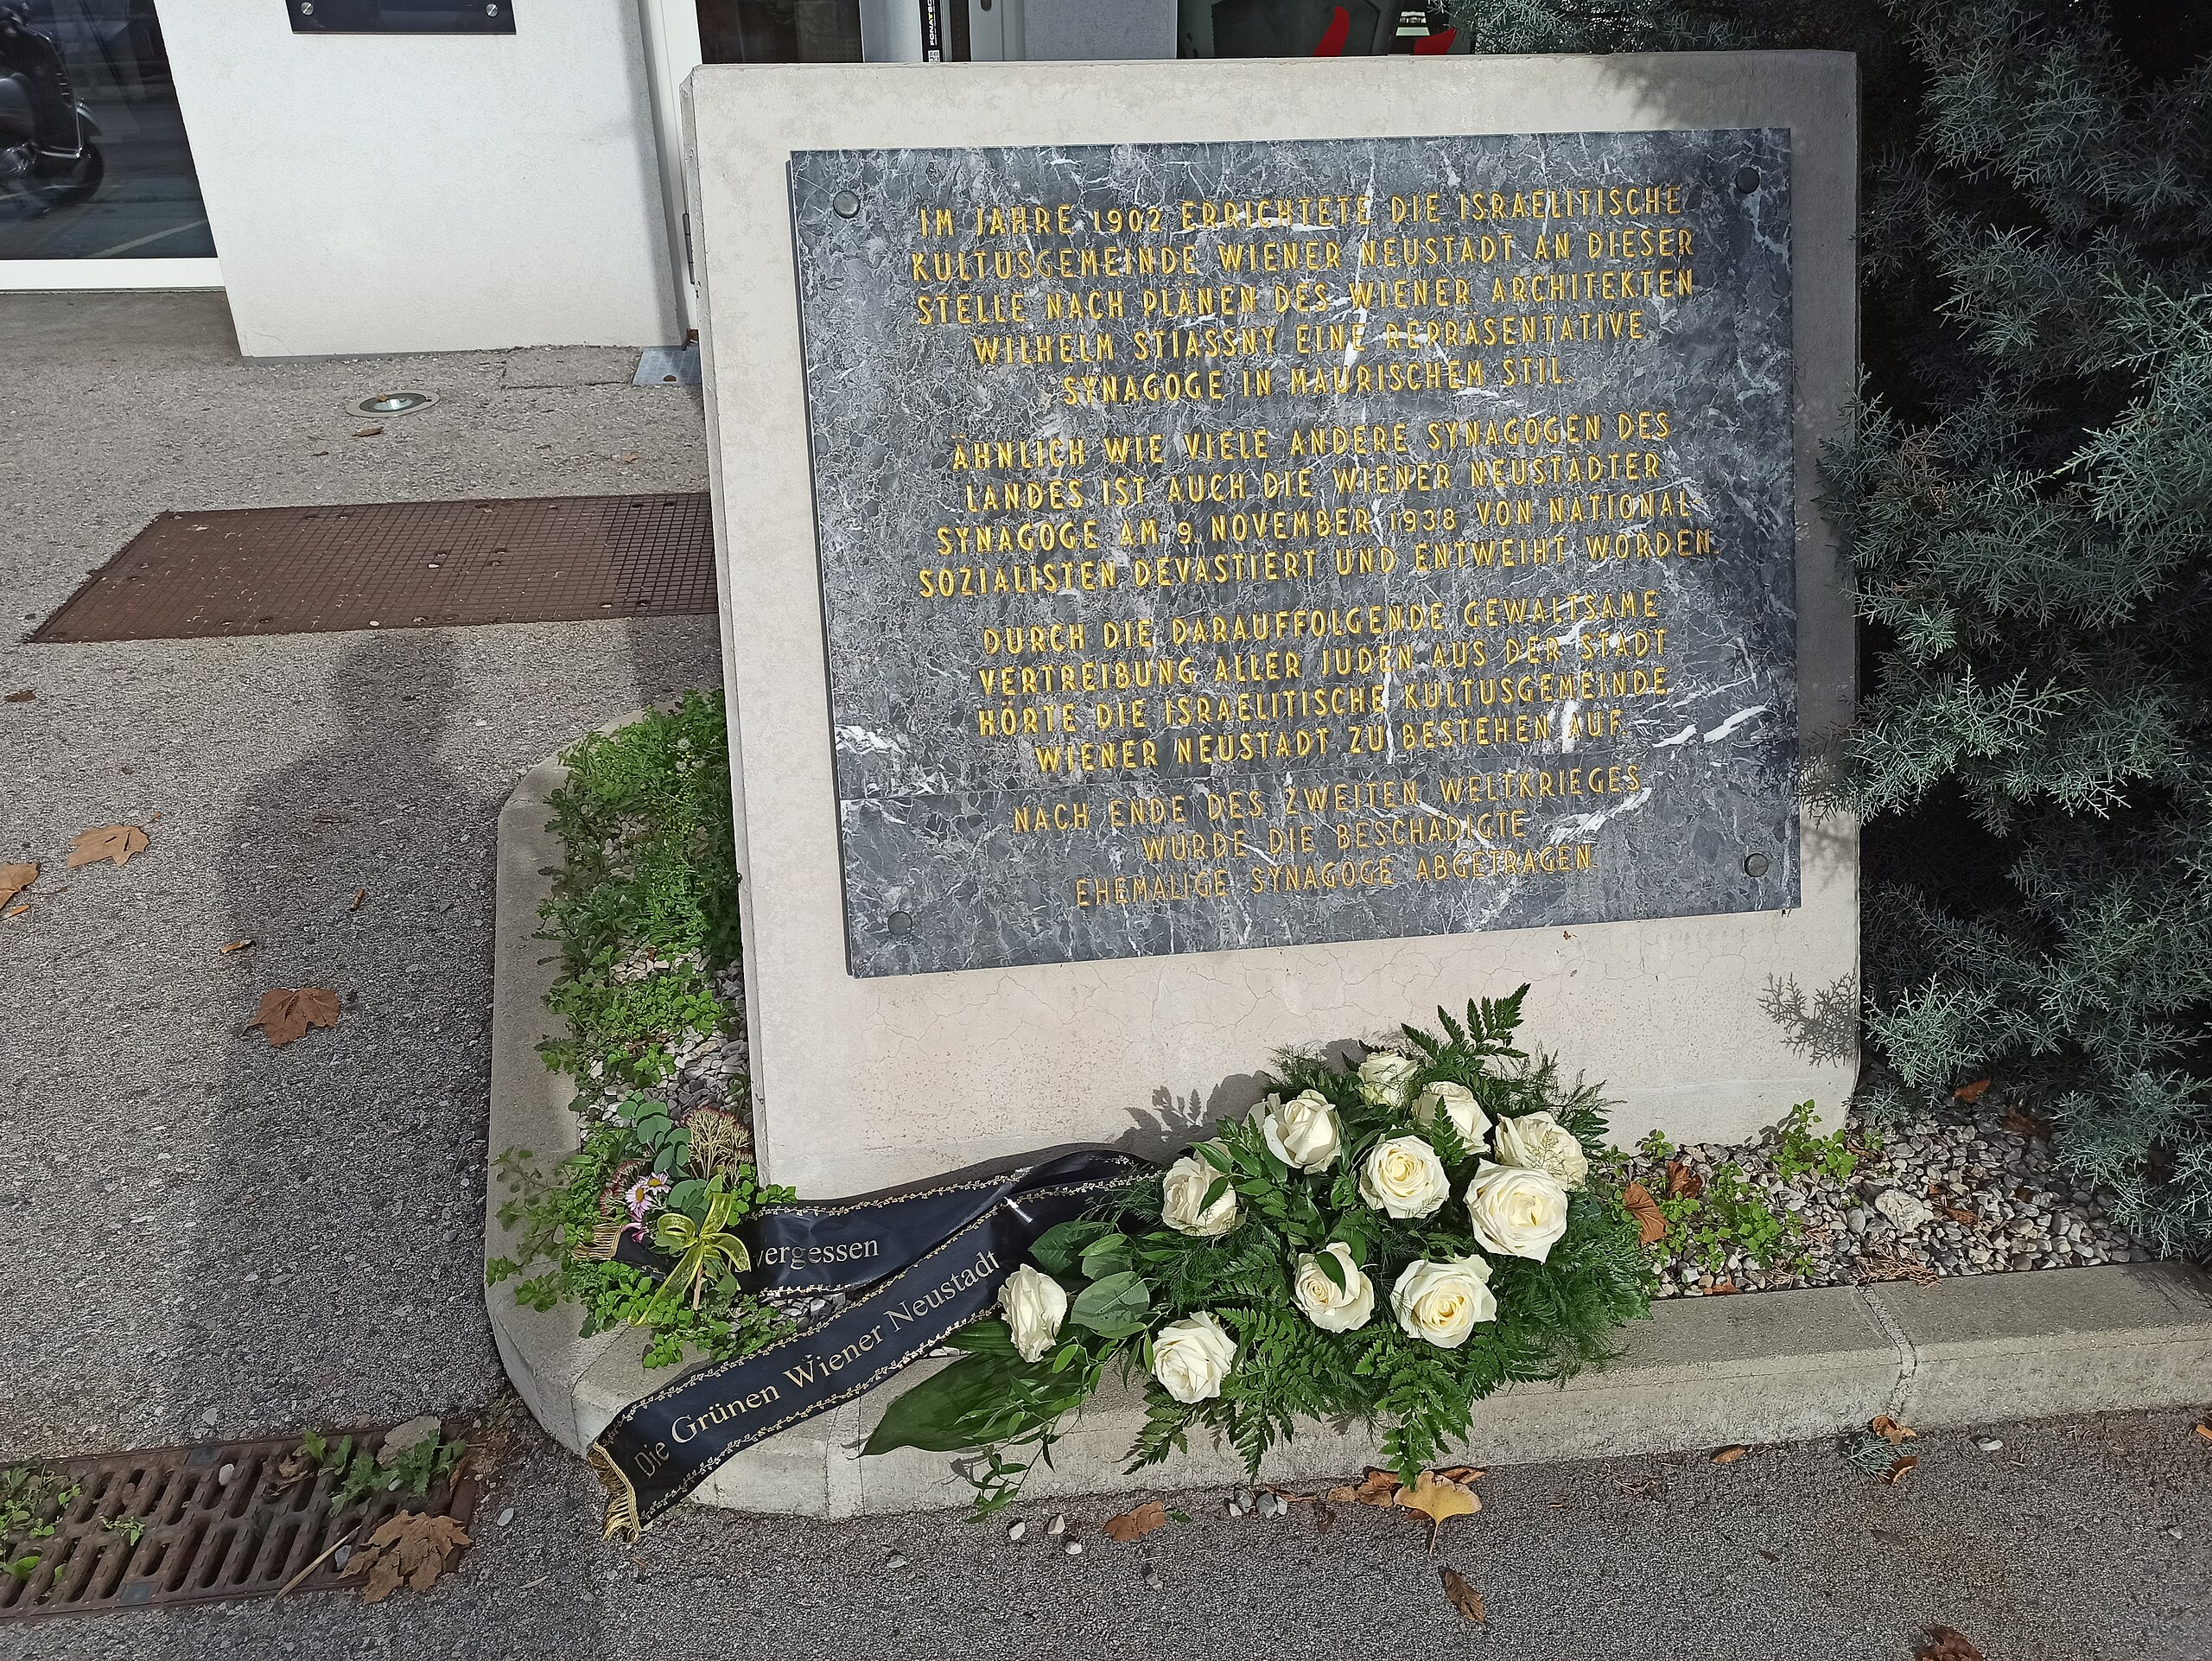 IM JAHRE 1902 ERRICHTETE DIE ISRAELITISCHE
KULTUSGEMEINDE WIENER NEUSTADT AN DIESER
STELLE NACH PLÄNEN DES WIENER ARCHITEKTEN
WILHELM STIASSNY EINE REPRÄSENTATIVE
SYNAGOGE IN MAURISCHEM STIL.
ÄHNLICH WIE VIELE ANDERE SYNAGOGEN DES
LANDES IST AUCH DIE WIENER NEUSTÄDTER
SYNAGOGE AM 9. NOVEMBER 1938 VON NATIONAL-
SOZIALISTEN DEVASTIERT UND ENTWEIHT WORDEN.
DURCH DIE DARAUFFOLGENDE GEWALTSAME
VERTREIBUNG ALLER JUDEN AUS DER STADT
HÖRTE DIE ISRAELITISCHE KULTUSGEMEINDE
WIENER NEUSTADT ZU BESTEHEN AUF.
NACH ENDE DES ZWEITEN WELTKRIEGES
WURDE DIE BESCHÄDIGTE
EHEMALIGE SYNAGOGE ABGETRAGEN.
vergessen
Die Grünen Wiener Neustadt